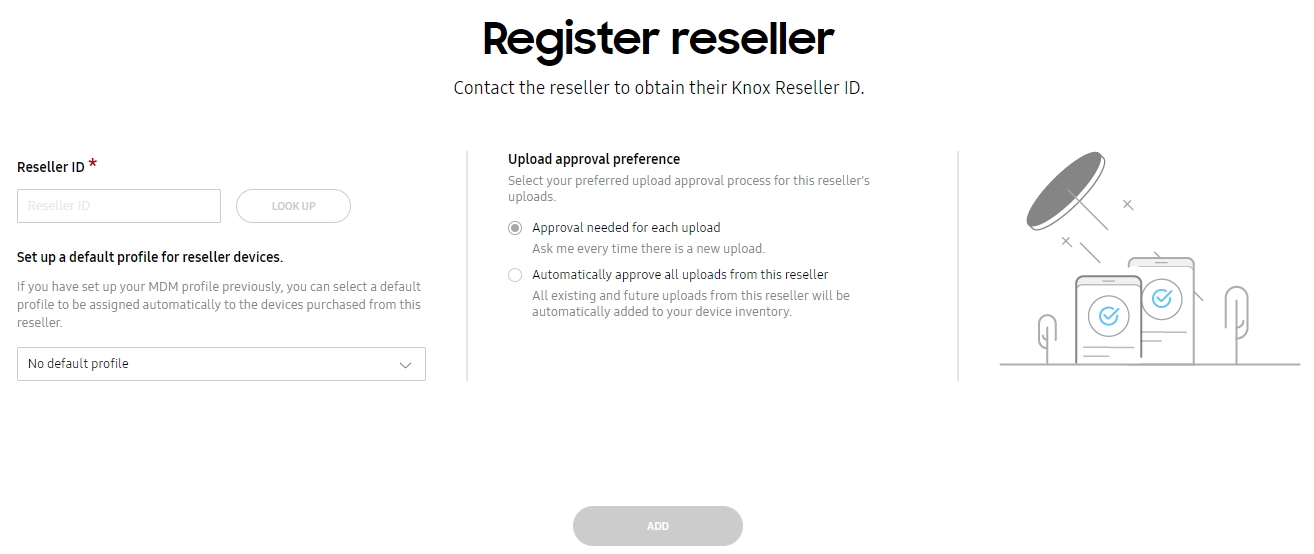 Register reseller
Contact the reseller to obtain their Knox Reseller ID.
Reseller ID *
Reseller ID
LOOK UP
Set up a default profile for reseller devices.
If you have set up your MDM profile previously, you can select a default
profile to be assigned automatically to the devices purchased from this
reseller.
No default profile
Upload approval preference
Select your preferred upload approval process for this reseller's
uploads.
Approval needed for each upload
Ask me every time there is a new upload.
Automatically approve all uploads from this reseller
All existing and future uploads from this reseller will be
automatically added to your device inventory.
ADD